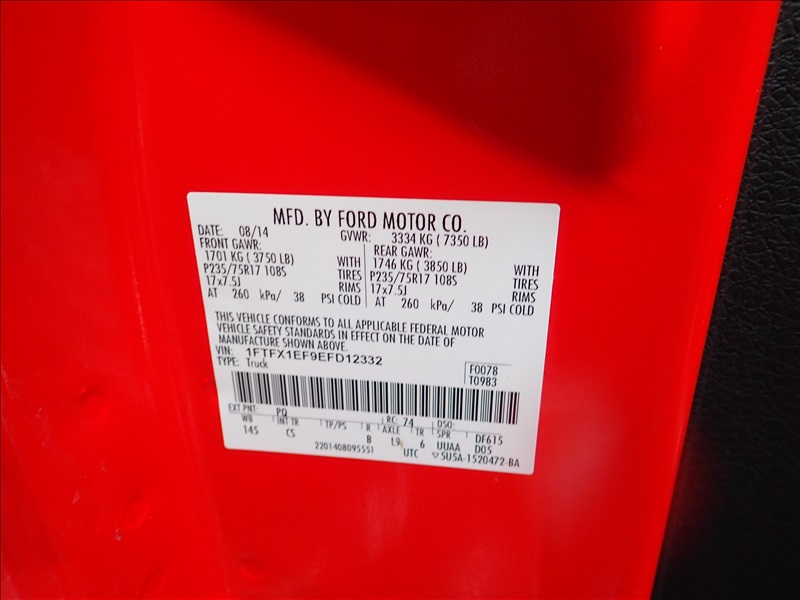 MFD. BY FORD MOTOR CO.
DATE: 08/14 GVWR: 3334 KG ( 7350 LB)
FRONT GAWR: REAR GAWR:
1701 KG ( 3750 LB) WITH 1746 KG ( 3850 LB) WITH
P235/75R17 108S TIRES P235/75R17 108S TIRES
17x7.5J RIMS 17x7.5J RIMS
AT 260 kPa/ 38 PSI COLD AT 260 kPa/ 38 PSI COLD
THIS VEHICLE CONFORMS TO ALL APPLICABLE FEDERAL MOTOR
VEHICLE SAFETY STANDARDS IN EFFECT ON THE DATE OF
MANUFACTURE SHOWN ABOVE.
VIN: 1FTFX1EF9EFD12332 F0078
TYPE: Truck T0983
EXT PNT: PQ RC: 74 DSO:
WB INT TR TP/PS R AXLE TR SPR DF615
145 CS B L9 6 UUAA D05
2201408095551 UTC ▽5U5A-1520472-BA